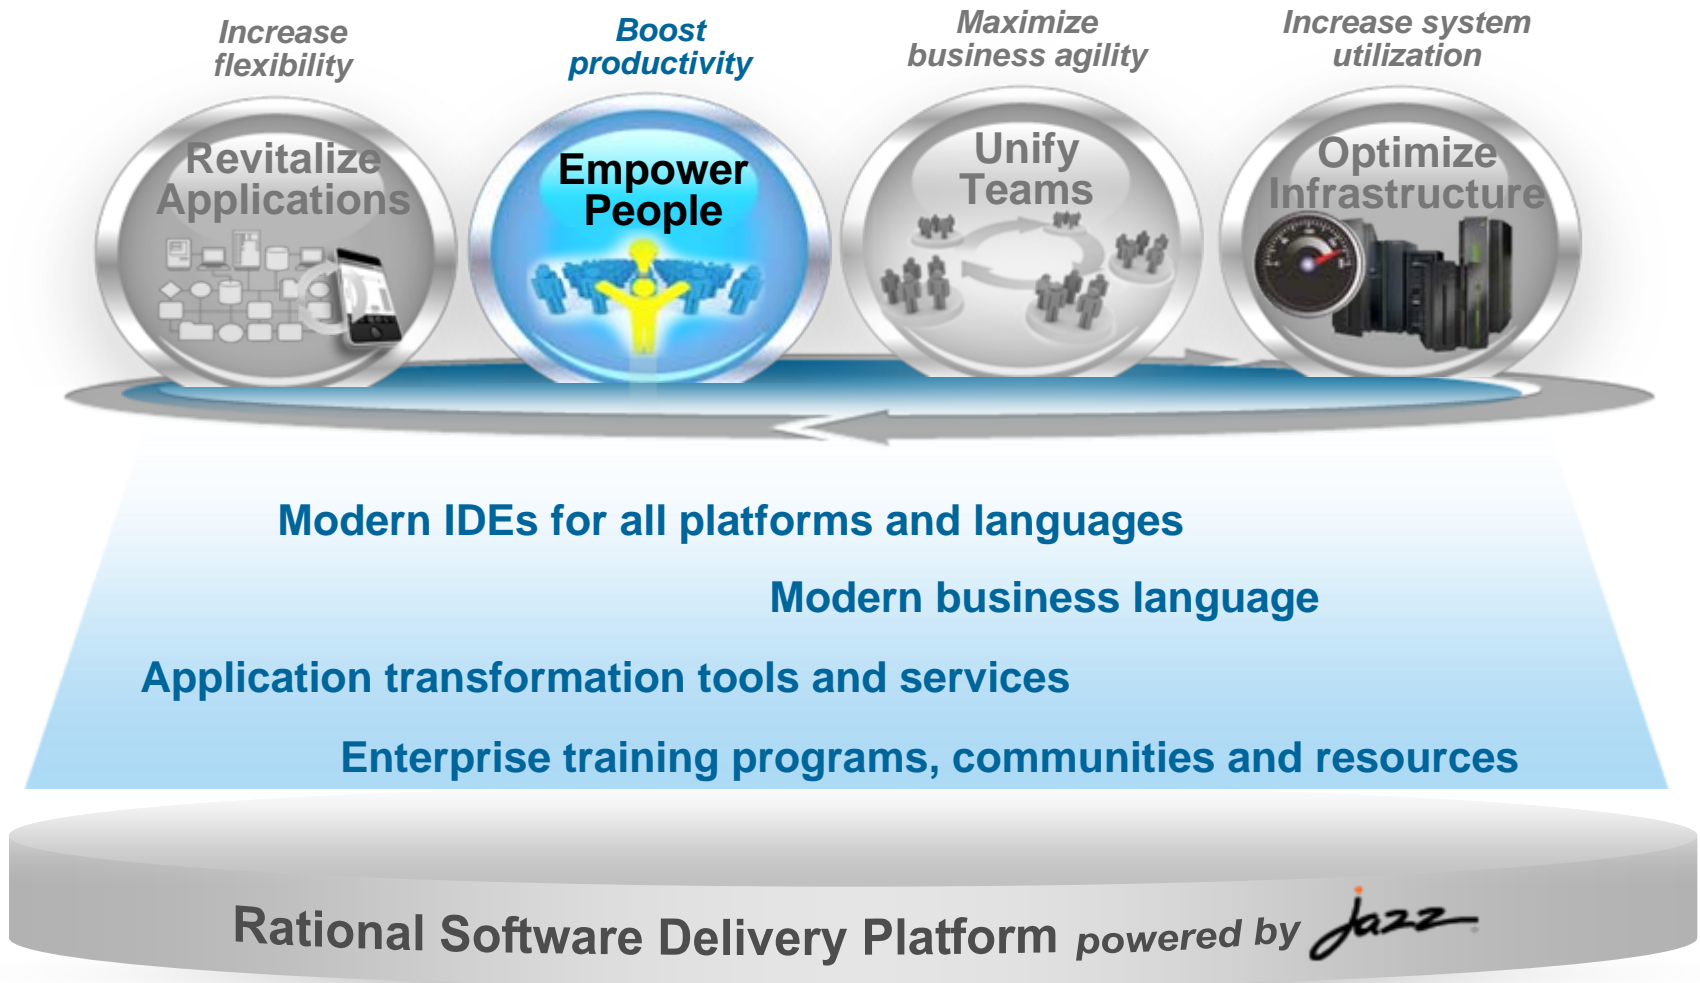 Increase
flexibility
Boost
productivity
Maximize
business agility
Increase system
utilization
Revitalize
Applications
Empower
People
Unify
Teams
Optimize
Infrastructure
Modern IDEs for all platforms and languages
Modern business language
Application transformation tools and services
Enterprise training programs, communities and resources
Rational Software Delivery Platform powered by jazz